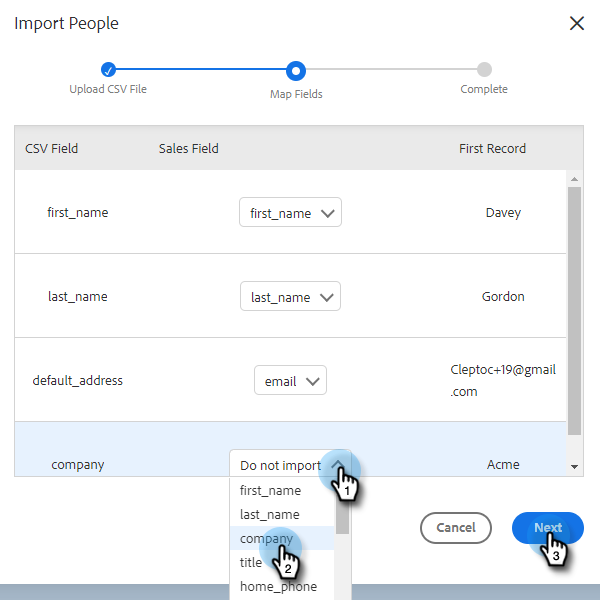 Import People
Upload CSV File
Map Fields
Complete
CSV Field Sales Field First Record
first_name first_name Davey
last_name last_name Gordon
default_address email Cleptoc+19@gmail
.com
company Do not import Acme
1
first_name
last_name
company
2
title
home_phone
Cancel Next
3